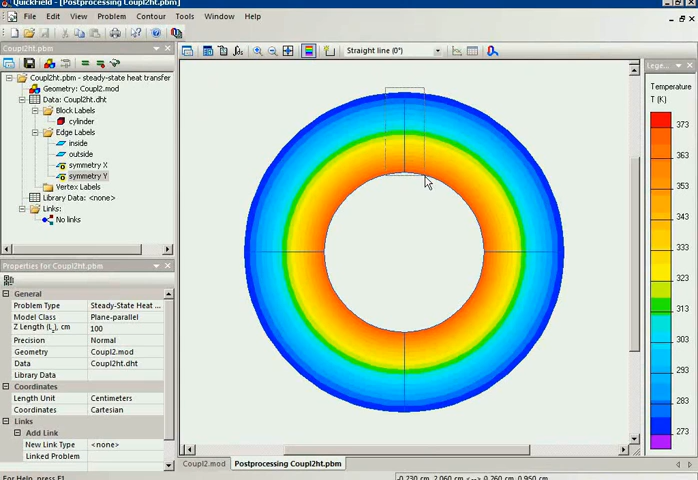 QuickField - [Postprocessing Coupl2ht.pbm]
File Edit View Problem Contour Tools Window Help
Straight line (0°)
Coupl2ht.pbm - steady-state heat transfer
Geometry: Coupl2.mod
Data: Coupl2ht.dht
Block Labels
cylinder
Edge Labels
inside
outside
symmetry X
symmetry Y
Vertex Labels
Library Data: <none>
Links:
No links
Properties for Coupl2ht.pbm
General
Problem Type Steady-State Heat ...
Model Class Plane-parallel
Z Length (Lz), cm 100
Precision Normal
Geometry Coupl2.mod
Data Coupl2ht.dht
Library Data
Coordinates
Length Unit Centimeters
Coordinates Cartesian
Links
Add Link
New Link Type <none>
Linked Problem
Lege...
Temperature
T (K)
373
363
353
343
333
323
313
303
293
283
273
Coupl2.mod Postprocessing Coupl2ht.pbm
For Help, press F1
-0.730 cm, 2.060 cm <--> 0.260 cm, 0.950 cm